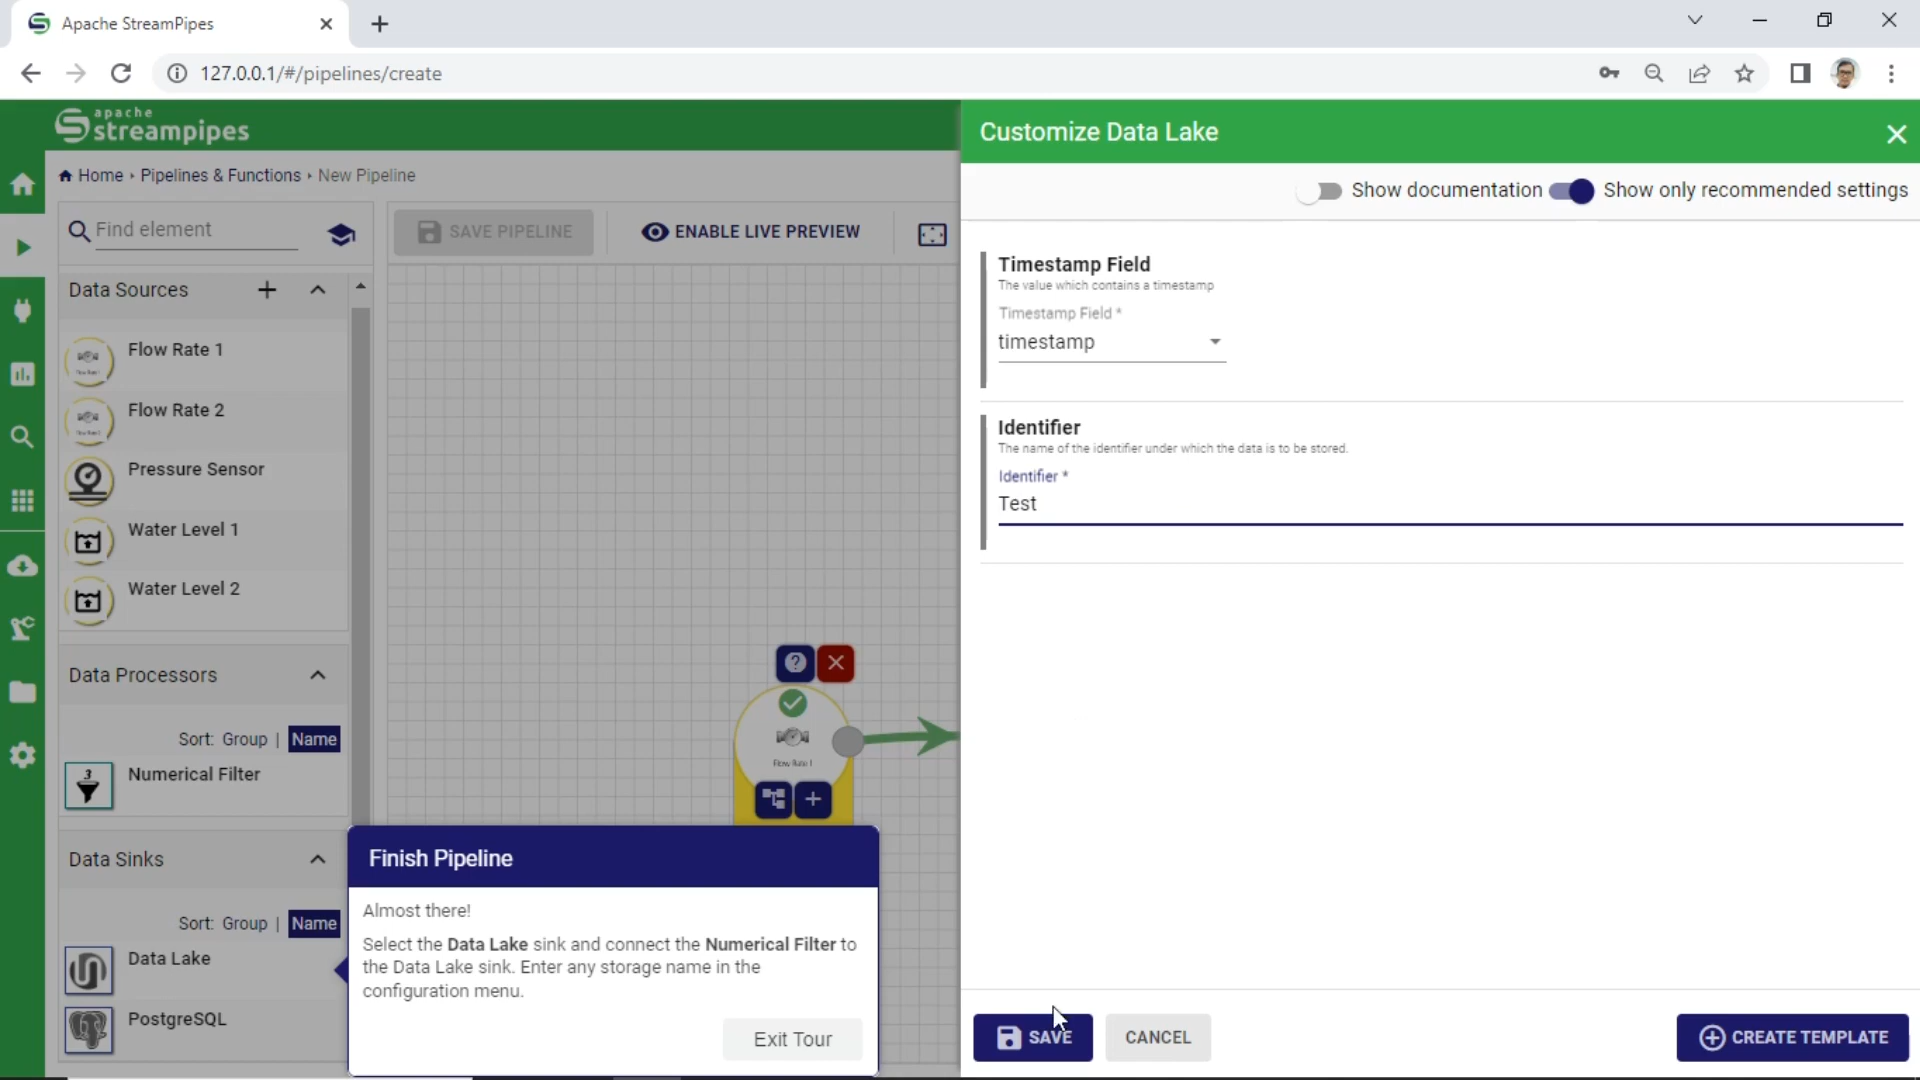 Apache StreamPipes
127.0.0.1/#/pipelines/create
apache
streampipes
Home › Pipelines & Functions › New Pipeline
Find element
SAVE PIPELINE
ENABLE LIVE PREVIEW
Data Sources
Flow Rate 1
Flow Rate 2
Pressure Sensor
Water Level 1
Water Level 2
Data Processors
Sort: Group | Name
3
Numerical Filter
Data Sinks
Sort: Group | Name
Data Lake
PostgreSQL
Flow Rate 1
Finish Pipeline
Almost there!
Select the Data Lake sink and connect the Numerical Filter to
the Data Lake sink. Enter any storage name in the
configuration menu.
Exit Tour
Customize Data Lake
Show documentation
Show only recommended settings
Timestamp Field
The value which contains a timestamp
Timestamp Field *
timestamp
Identifier
The name of the identifier under which the data is to be stored.
Identifier *
Test
SAVE
CANCEL
CREATE TEMPLATE